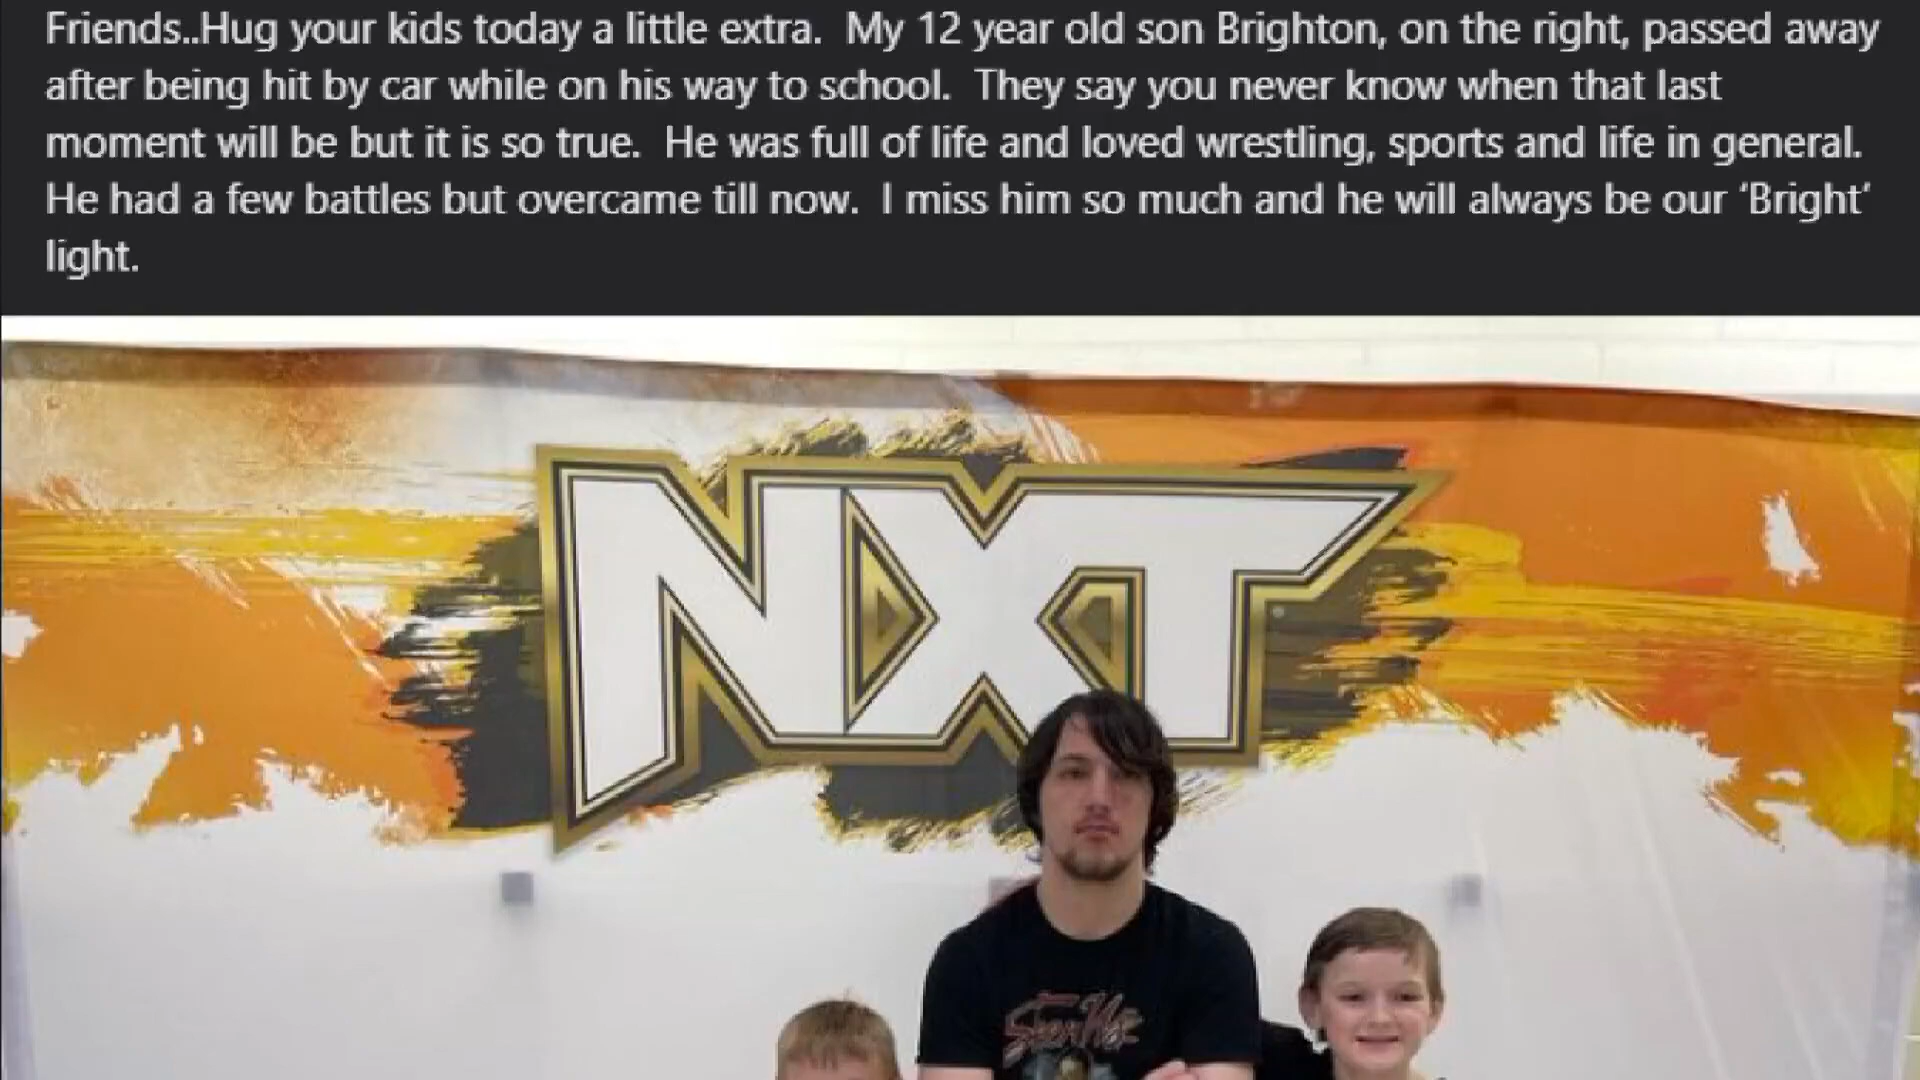 Friends..Hug your kids today a little extra.  My 12 year old son Brighton, on the right, passed away
after being hit by car while on his way to school.  They say you never know when that last
moment will be but it is so true.  He was full of life and loved wrestling, sports and life in general.
He had a few battles but overcame till now.  I miss him so much and he will always be our ‘Bright’
light.
NXT